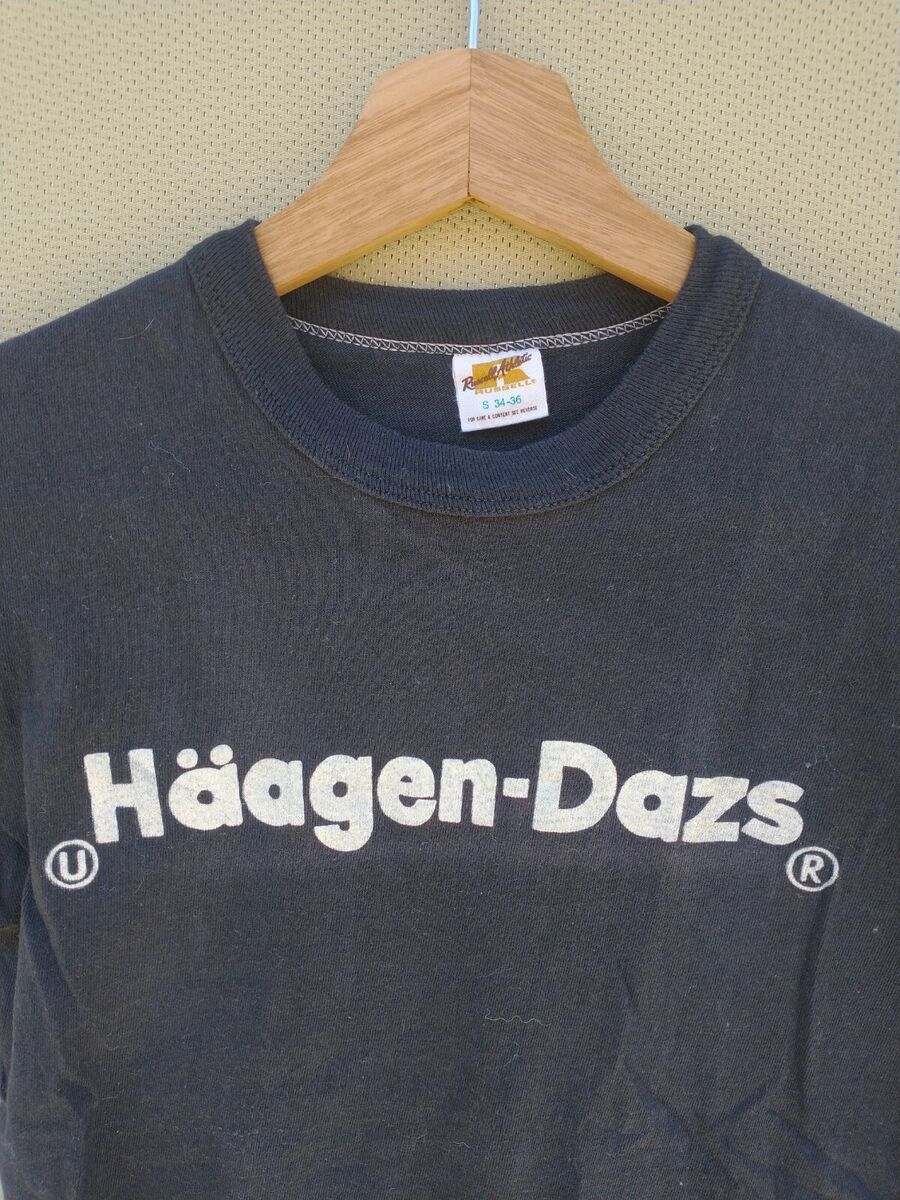 Russell Athletic
RUSSELL®
S 34-36
FOR CARE & CONTENT SEE REVERSE
Häagen-Dazs
Ⓤ ®